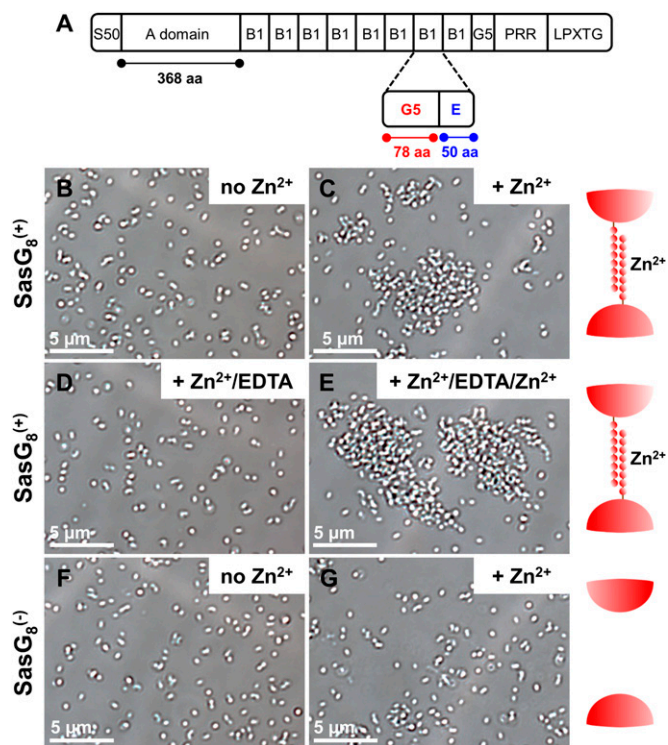 A
S50 A domain B1 B1 B1 B1 B1 B1 B1 B1 G5 PRR LPXTG
368 aa
G5 E
78 aa 50 aa
SasG₈⁽⁺⁾
B no Zn²⁺
5 µm
C + Zn²⁺
5 µm
Zn²⁺
SasG₈⁽⁺⁾
D + Zn²⁺/EDTA
5 µm
E + Zn²⁺/EDTA/Zn²⁺
5 µm
Zn²⁺
SasG₈⁽⁻⁾
F no Zn²⁺
5 µm
G + Zn²⁺
5 µm